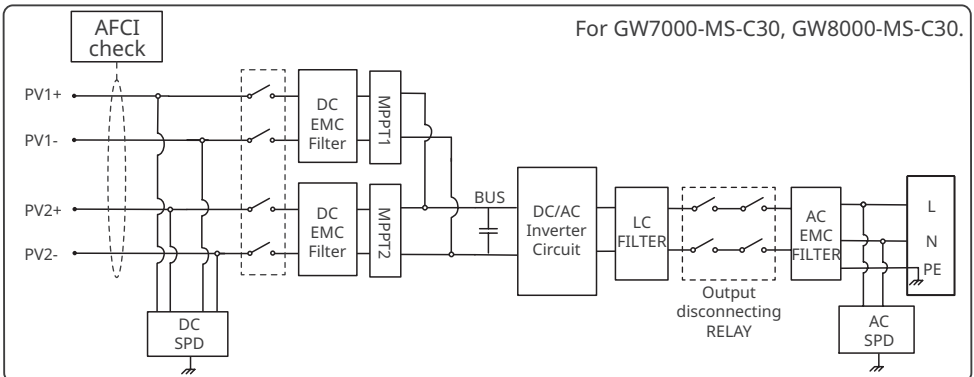 AFCI
check
For GW7000-MS-C30, GW8000-MS-C30.
PV1+
PV1-
PV2+
PV2-
DC
EMC
Filter
MPPT1
DC
EMC
Filter
MPPT2
BUS
DC/AC
Inverter
Circuit
LC
FILTER
Output
disconnecting
RELAY
AC
EMC
FILTER
L
N
PE
DC
SPD
AC
SPD